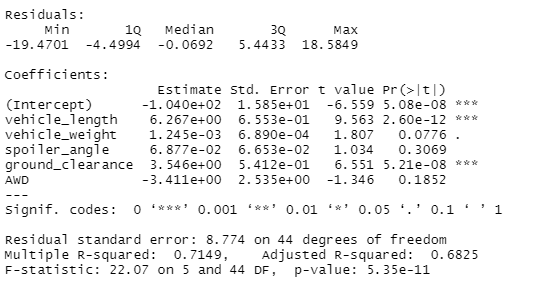 Residuals:
     Min       1Q   Median       3Q      Max
-19.4701  -4.4994  -0.0692   5.4433  18.5849

Coefficients:
                   Estimate Std. Error t value Pr(>|t|)
(Intercept)      -1.040e+02  1.585e+01  -6.559 5.08e-08 ***
vehicle_length    6.267e+00  6.553e-01   9.563 2.60e-12 ***
vehicle_weight    1.245e-03  6.890e-04   1.807   0.0776 .
spoiler_angle     6.877e-02  6.653e-02   1.034   0.3069
ground_clearance  3.546e+00  5.412e-01   6.551 5.21e-08 ***
AWD              -3.411e+00  2.535e+00  -1.346   0.1852
---
Signif. codes:  0 ‘***’ 0.001 ‘**’ 0.01 ‘*’ 0.05 ‘.’ 0.1 ‘ ’ 1

Residual standard error: 8.774 on 44 degrees of freedom
Multiple R-squared:  0.7149,    Adjusted R-squared:  0.6825
F-statistic: 22.07 on 5 and 44 DF,  p-value: 5.35e-11